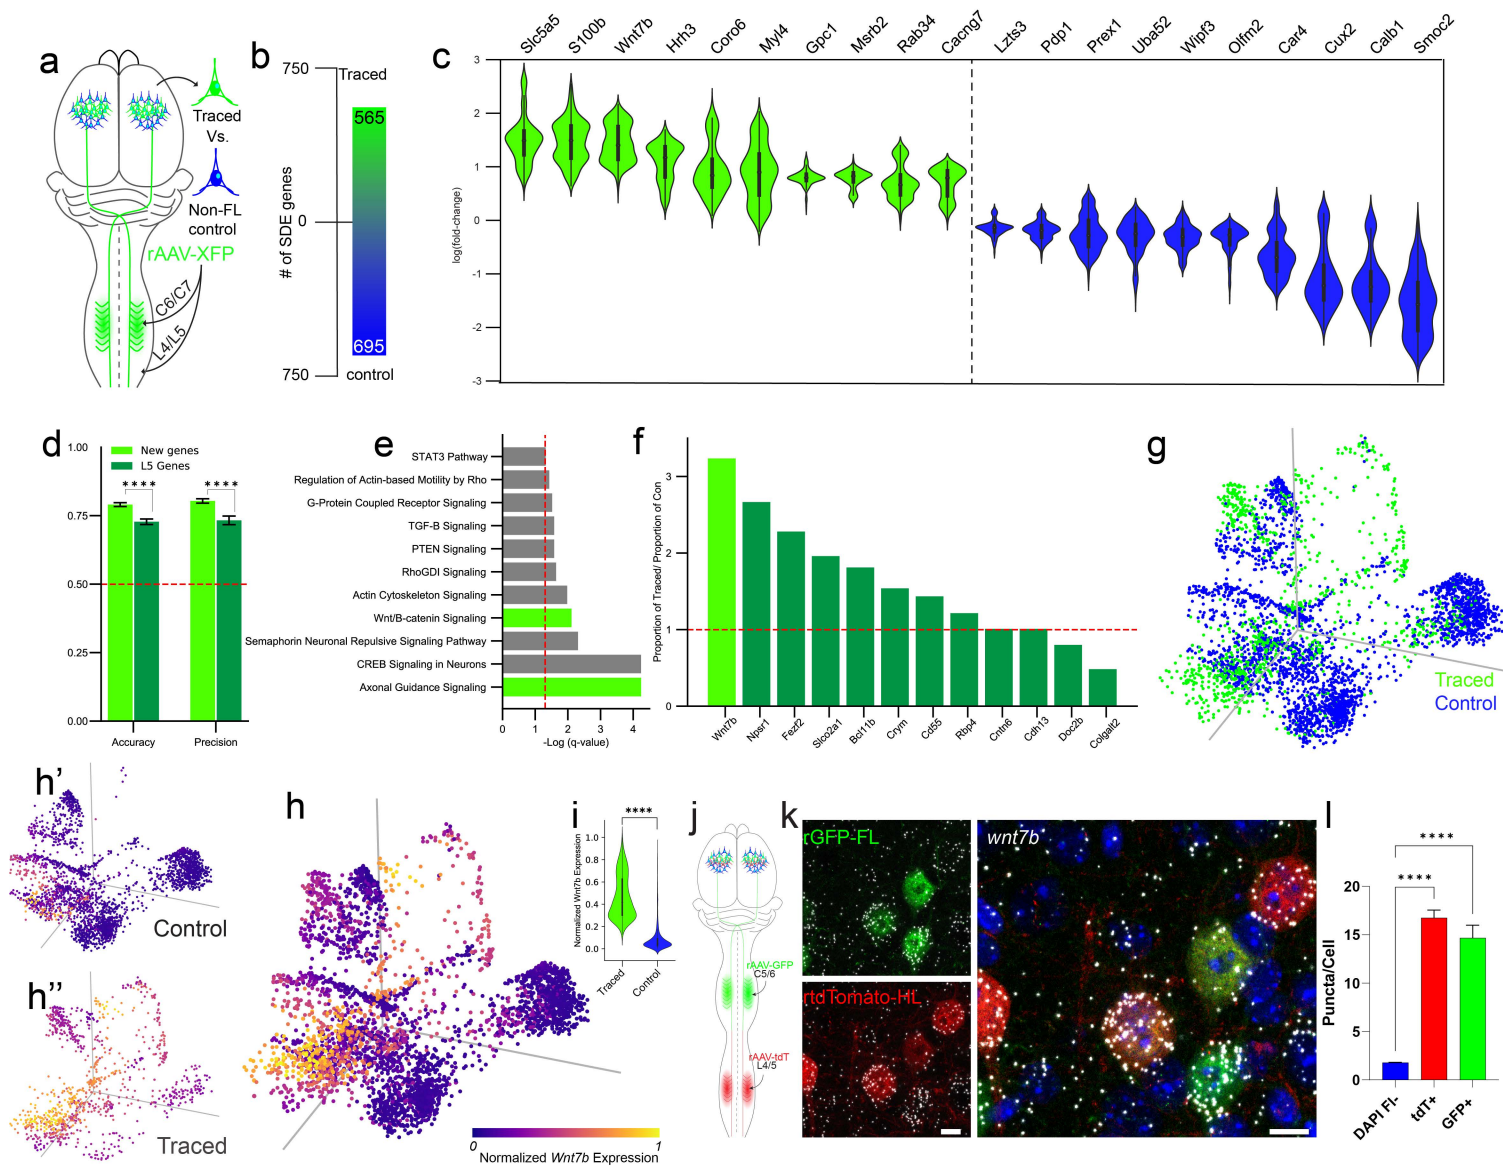 a
Traced
Vs.
Non-FL
control
rAAV-XFP
C6/C7
L4/L5
b
750
Traced
565
# of SDE genes
0
695
750
control
c
Slc5a5
S100b
Wnt7b
Hrh3
Coro6
Myl4
Gpc1
Msrb2
Rab34
Cacng7
Lzts3
Pdp1
Prex1
Uba52
Wipf3
Olfm2
Car4
Cux2
Calb1
Smoc2
log(fold-change)
3
2
1
0
-1
-2
-3
d
New genes
L5 Genes
1.00
0.75
0.50
0.25
0.00
****
****
Accuracy
Precision
e
STAT3 Pathway
Regulation of Actin-based Motility by Rho
G-Protein Coupled Receptor Signaling
TGF-B Signaling
PTEN Signaling
RhoGDI Signaling
Actin Cytoskeleton Signaling
Wnt/B-catenin Signaling
Semaphorin Neuronal Repulsive Signaling Pathway
CREB Signaling in Neurons
Axonal Guidance Signaling
0 1 2 3 4
-Log (q-value)
f
Proportion of Traced/ Proportion of Con
3
2
1
0
Wnt7b
Npsr1
Fezf2
Slco2a1
Bcl11b
Crym
Cd55
Rbp4
Cntn6
Cdh13
Doc2b
Colgalt2
g
Traced
Control
h'
Control
h''
Traced
h
0 1
Normalized Wnt7b Expression
i
****
Normalized Wnt7b Expression
1.0
0.8
0.6
0.4
0.2
0.0
Traced
Control
j
rAAV-GFP
C5/6
rAAV-tdT
L4/5
k
rGFP-FL
rtdTomato-HL
wnt7b
l
****
****
Puncta/Cell
20
15
10
5
0
DAPI Fl-
tdT+
GFP+